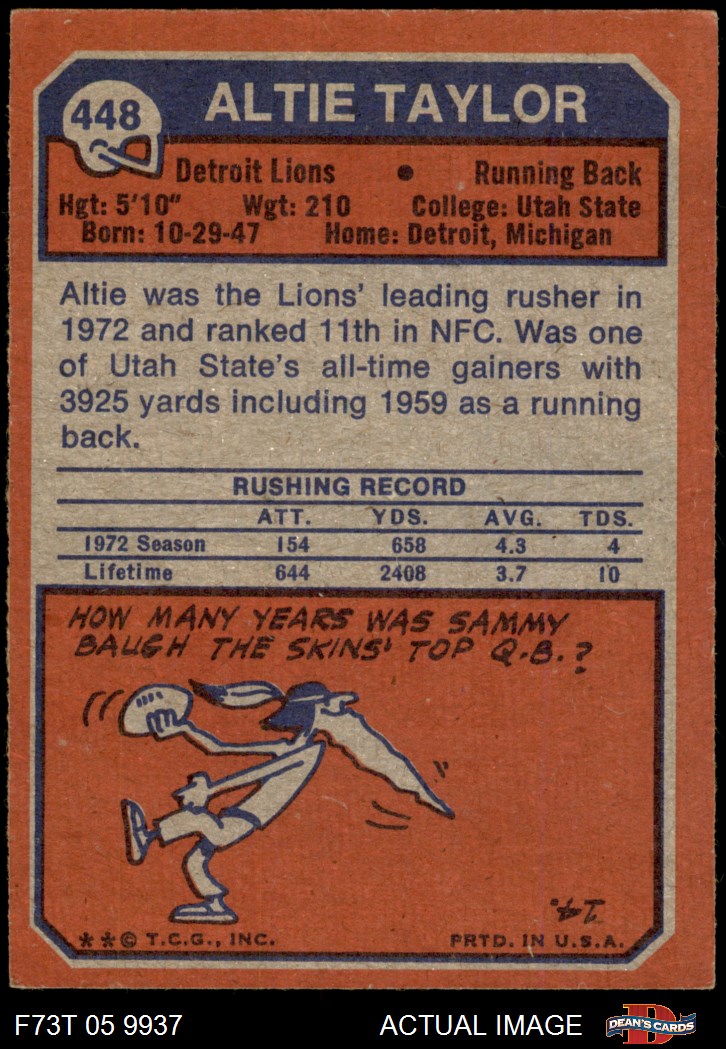 448
ALTIE TAYLOR
Detroit Lions • Running Back
Hgt: 5'10" Wgt: 210 College: Utah State
Born: 10-29-47 Home: Detroit, Michigan
Altie was the Lions' leading rusher in
1972 and ranked 11th in NFC. Was one
of Utah State's all-time gainers with
3925 yards including 1959 as a running
back.
RUSHING RECORD
ATT. YDS. AVG. TDS.
1972 Season 154 658 4.3 4
Lifetime 644 2408 3.7 10
HOW MANY YEARS WAS SAMMY
BAUGH THE SKINS' TOP Q.B.?
14.
**© T.C.G., INC. PRTD. IN U.S.A.
F73T 05 9937 ACTUAL IMAGE
D
DEAN'S CARDS